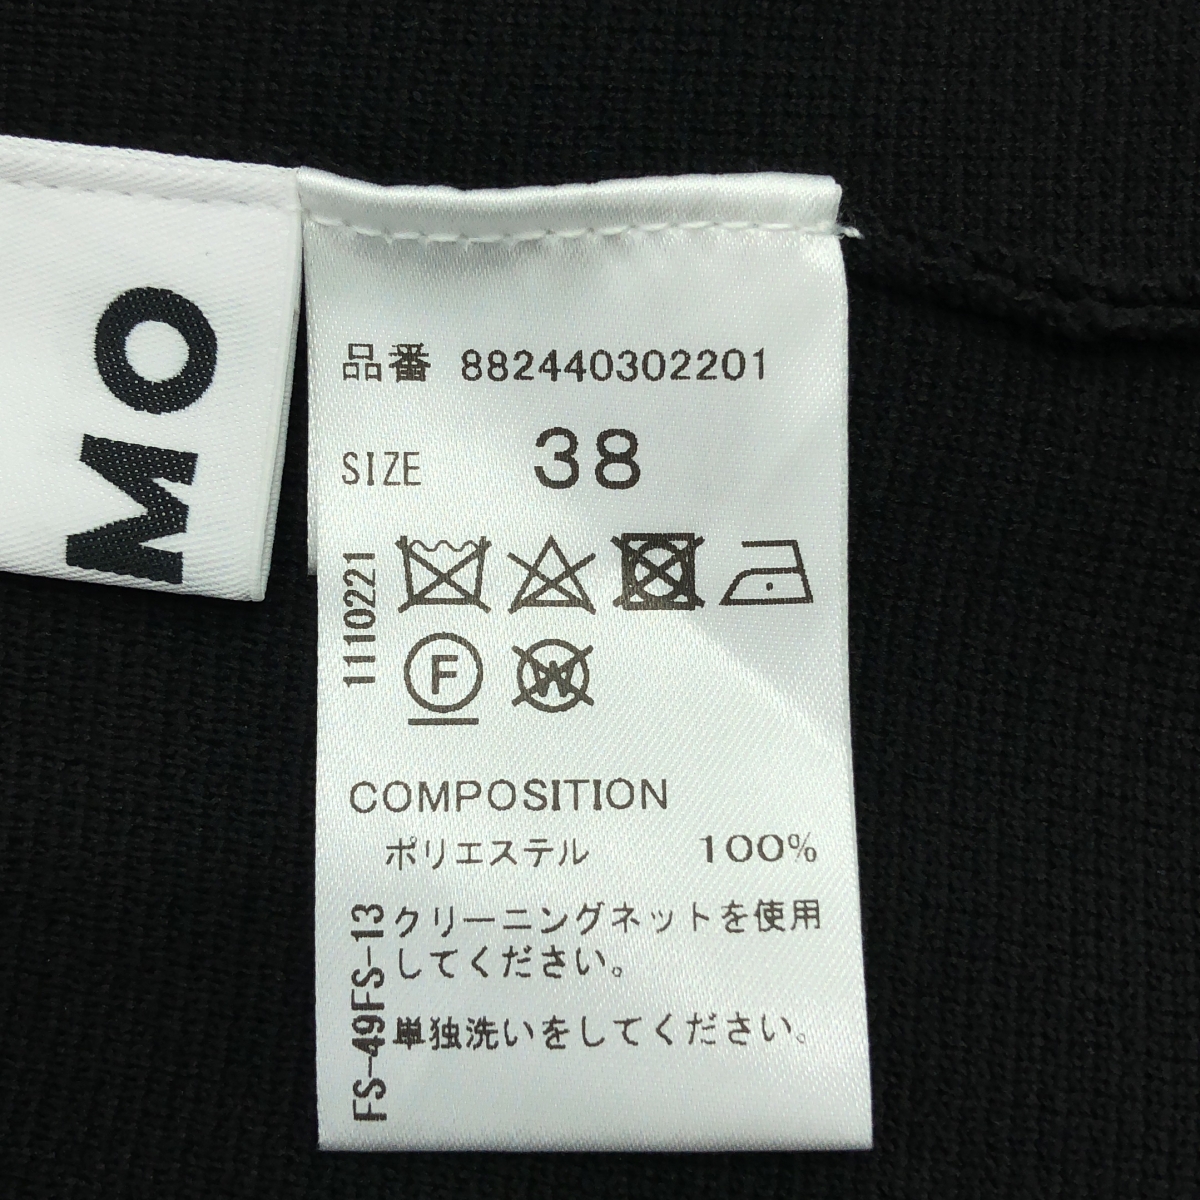 MO
品番 882440302201
SIZE 38
1110221
F
W
COMPOSITION
ポリエステル 100%
クリーニングネットを使用
してください。
単独洗いをしてください。
FS-49FS-13